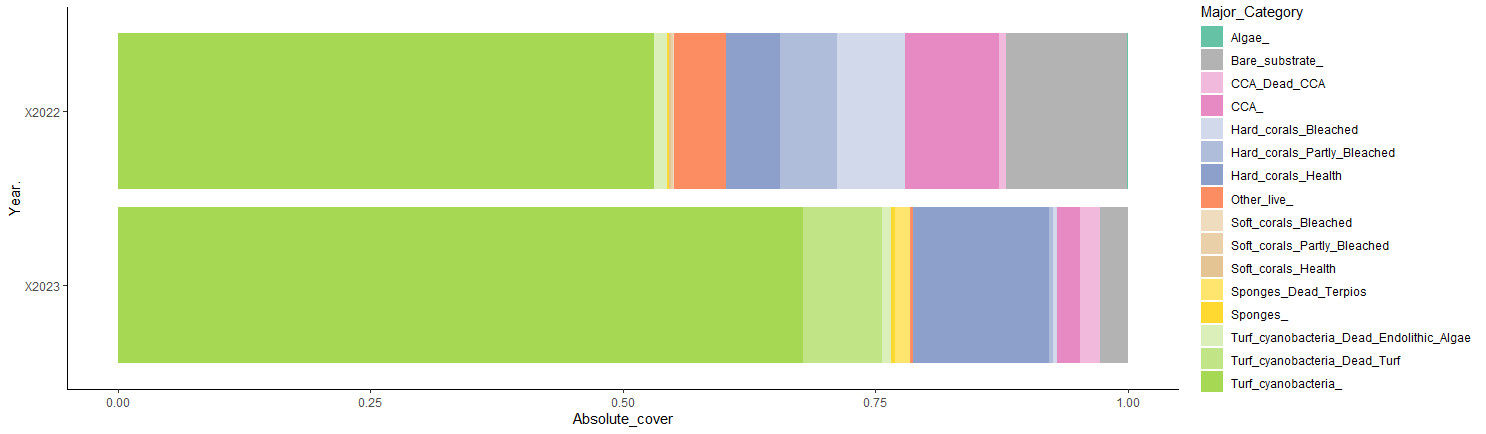 Major_Category
Algae_
Bare_substrate_
CCA_Dead_CCA
CCA_
Hard_corals_Bleached
Hard_corals_Partly_Bleached
Hard_corals_Health
Other_live_
Soft_corals_Bleached
Soft_corals_Partly_Bleached
Soft_corals_Health
Sponges_Dead_Terpios
Sponges_
Turf_cyanobacteria_Dead_Endolithic_Algae
Turf_cyanobacteria_Dead_Turf
Turf_cyanobacteria_
Year.
X2022
X2023
0.00 0.25 0.50 0.75 1.00
Absolute_cover